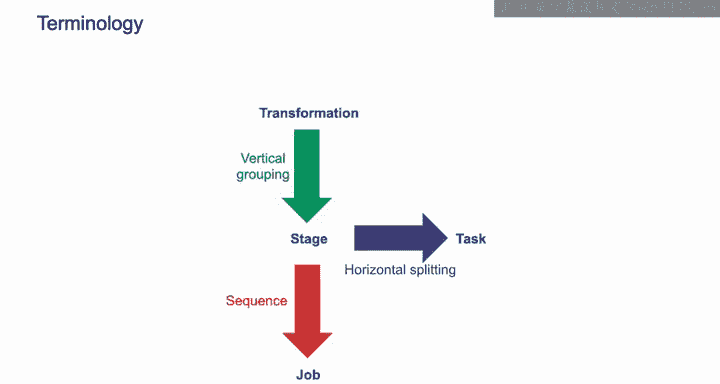 Terminology
Transformation
Vertical
grouping
Stage
Task
Horizontal splitting
Sequence
Job